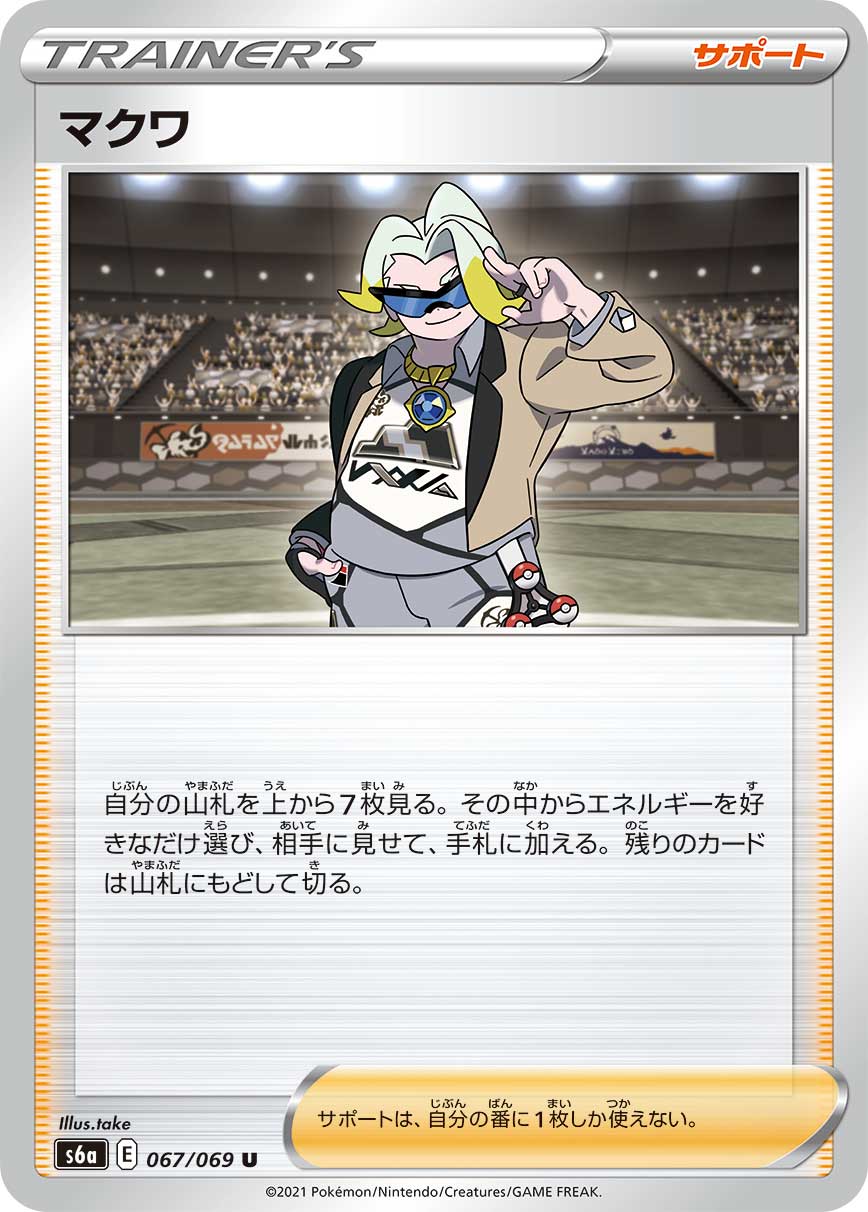 TRAINER'S
サポート
マクワ
自分の山札を上から7枚見る。その中からエネルギーを好
きなだけ選び、相手に見せて、手札に加える。残りのカード
は山札にもどして切る。
サポートは、自分の番に1枚しか使えない。
Illus.take
s6a E 067/069 U
©2021 Pokémon/Nintendo/Creatures/GAME FREAK.